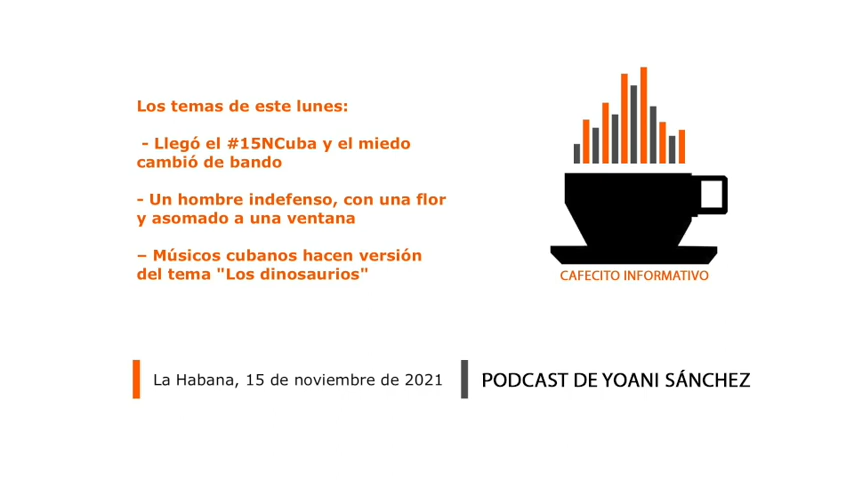 Los temas de este lunes:
- Llegó el #15NCuba y el miedo
cambió de bando
- Un hombre indefenso, con una flor
y asomado a una ventana
– Músicos cubanos hacen versión
del tema "Los dinosaurios"
CAFECITO INFORMATIVO
La Habana, 15 de noviembre de 2021
PODCAST DE YOANI SÁNCHEZ